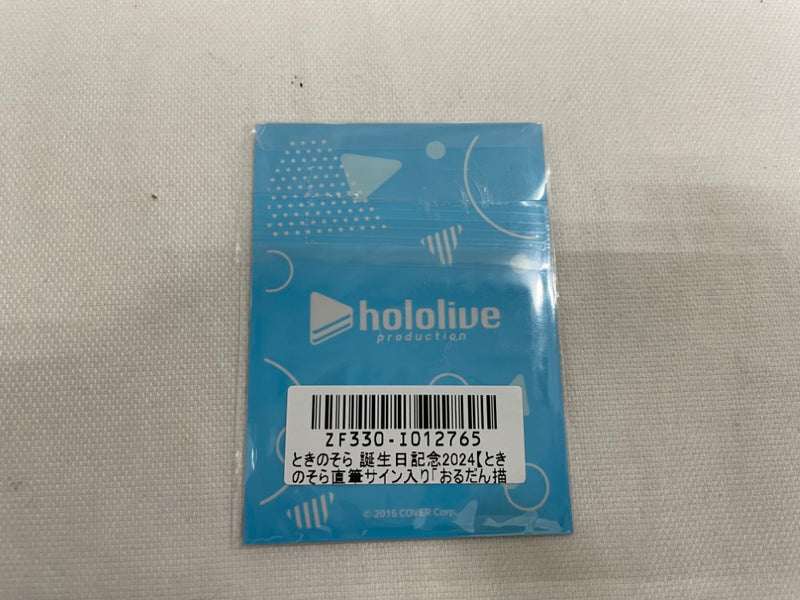 hololive
production
ZF330-I012765
ときのそら 誕生日記念2024【とき
のそら直筆サイン入り「おるだん描
© 2016 COVER Corp.